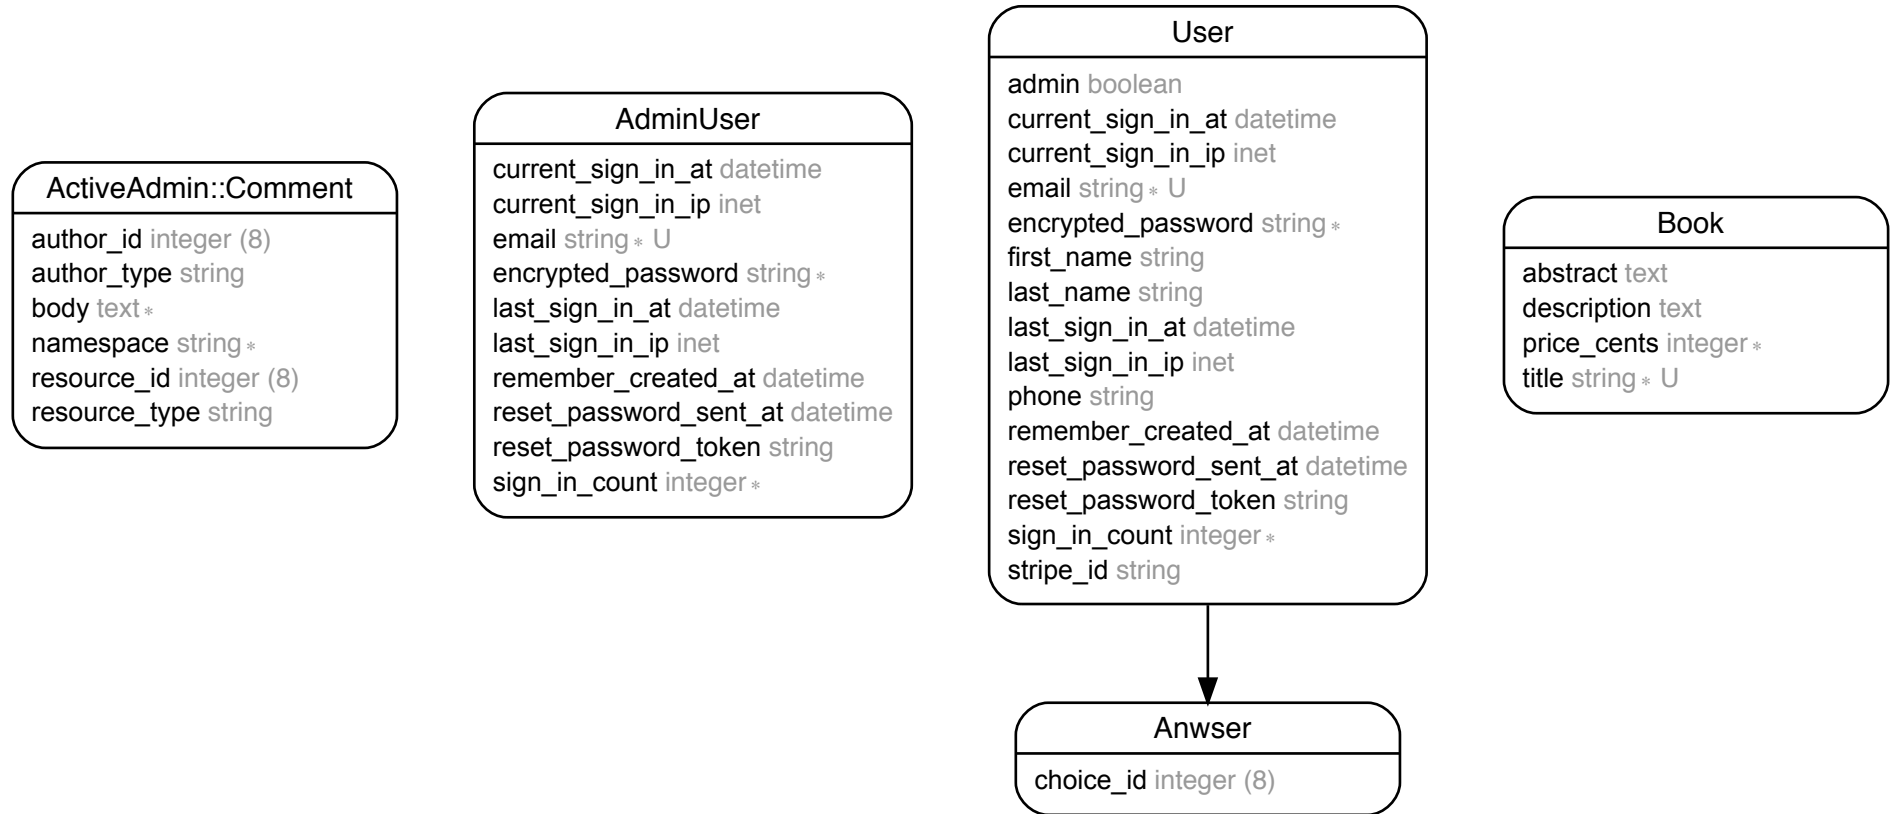 ActiveAdmin::Comment
author_id integer (8)
author_type string
body text ∗
namespace string ∗
resource_id integer (8)
resource_type string
AdminUser
current_sign_in_at datetime
current_sign_in_ip inet
email string ∗ U
encrypted_password string ∗
last_sign_in_at datetime
last_sign_in_ip inet
remember_created_at datetime
reset_password_sent_at datetime
reset_password_token string
sign_in_count integer ∗
User
admin boolean
current_sign_in_at datetime
current_sign_in_ip inet
email string ∗ U
encrypted_password string ∗
first_name string
last_name string
last_sign_in_at datetime
last_sign_in_ip inet
phone string
remember_created_at datetime
reset_password_sent_at datetime
reset_password_token string
sign_in_count integer ∗
stripe_id string
Book
abstract text
description text
price_cents integer ∗
title string ∗ U
Anwser
choice_id integer (8)